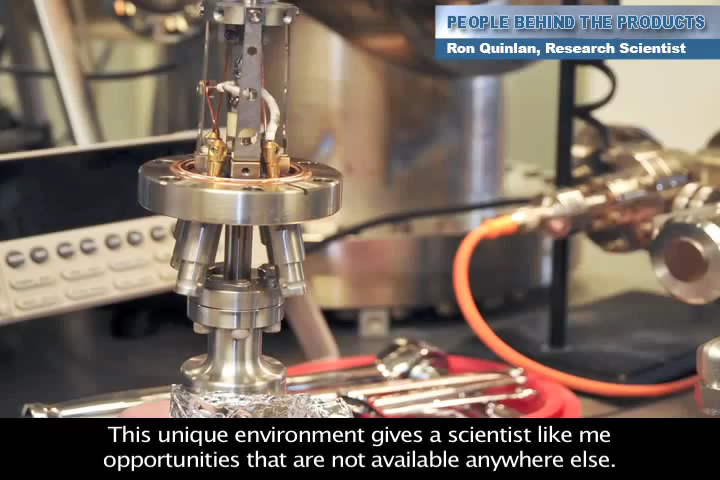 PEOPLE BEHIND THE PRODUCTS
Ron Quinlan, Research Scientist
This unique environment gives a scientist like me
opportunities that are not available anywhere else.